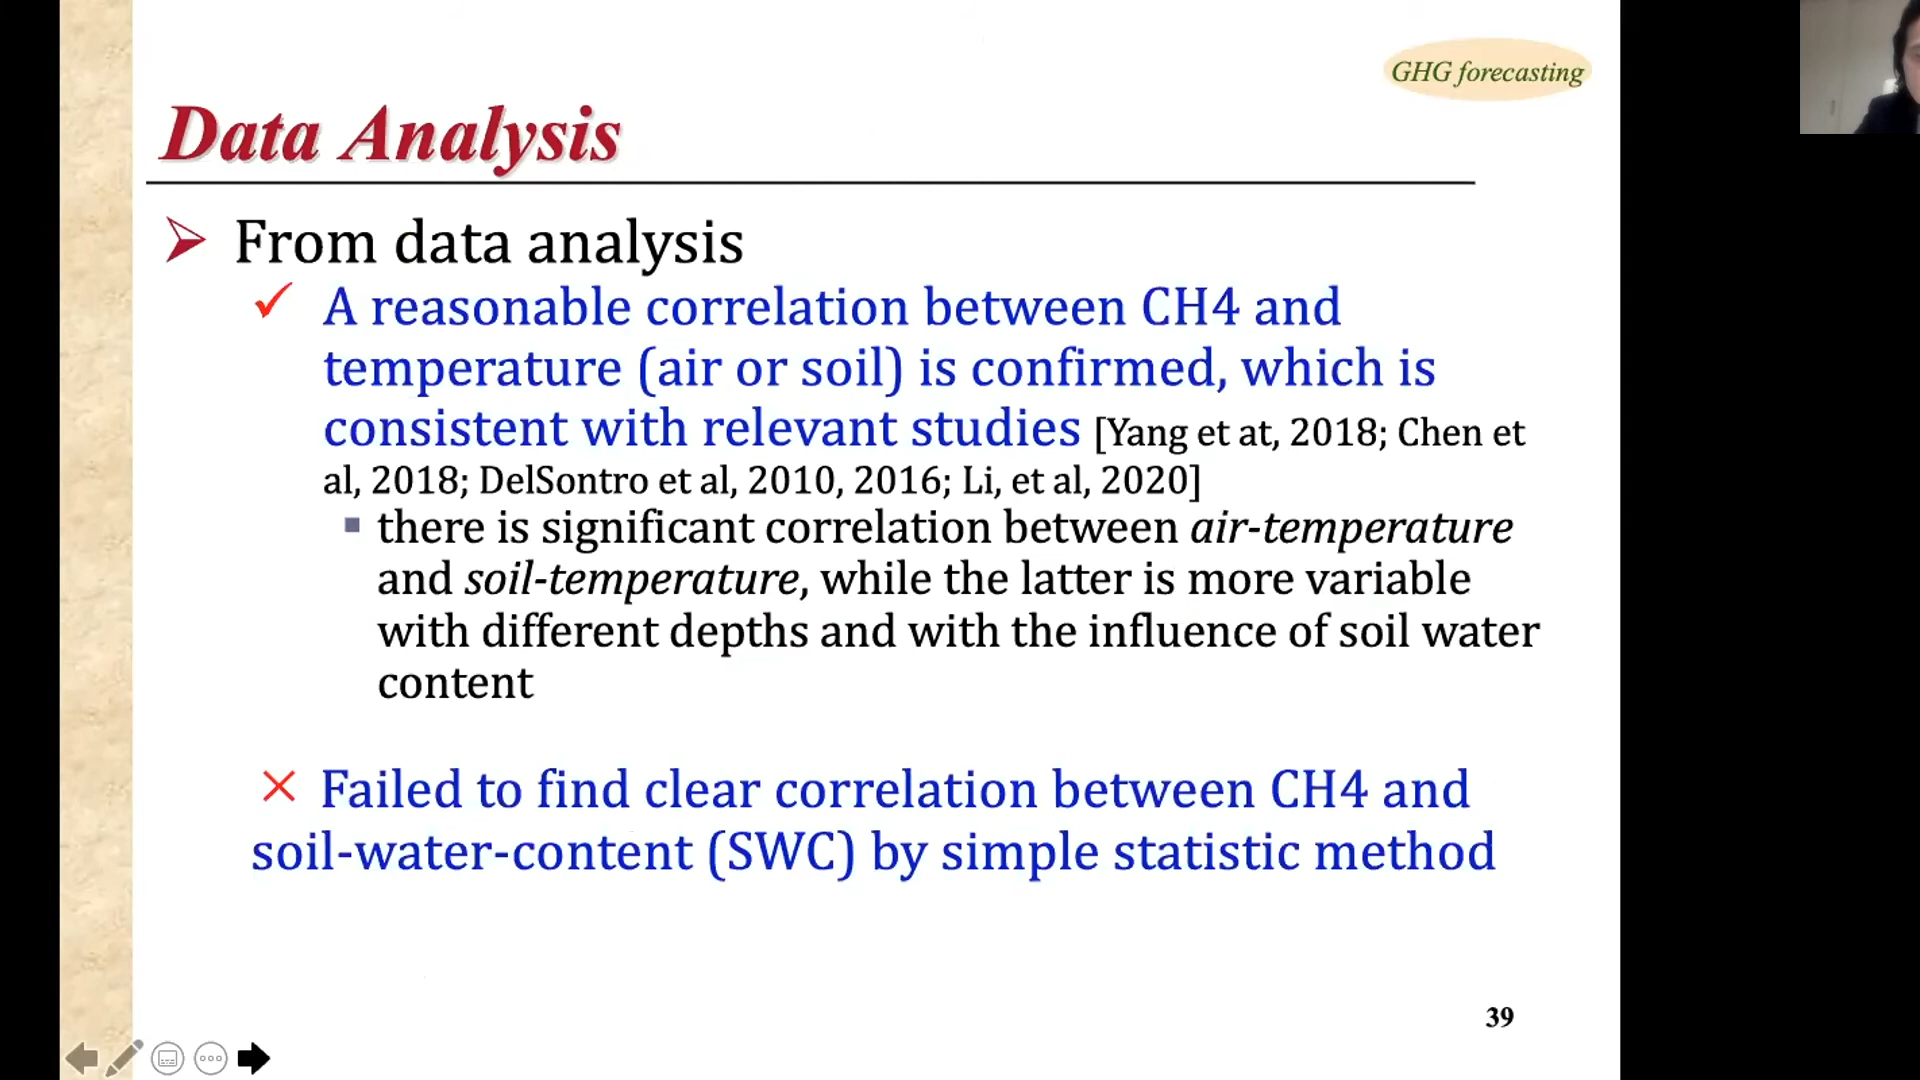 GHG forecasting
Data Analysis
From data analysis
A reasonable correlation between CH4 and
temperature (air or soil) is confirmed, which is
consistent with relevant studies [Yang et at, 2018; Chen et
al, 2018; DelSontro et al, 2010, 2016; Li, et al, 2020]
there is significant correlation between air-temperature
and soil-temperature, while the latter is more variable
with different depths and with the influence of soil water
content
Failed to find clear correlation between CH4 and
soil-water-content (SWC) by simple statistic method
39